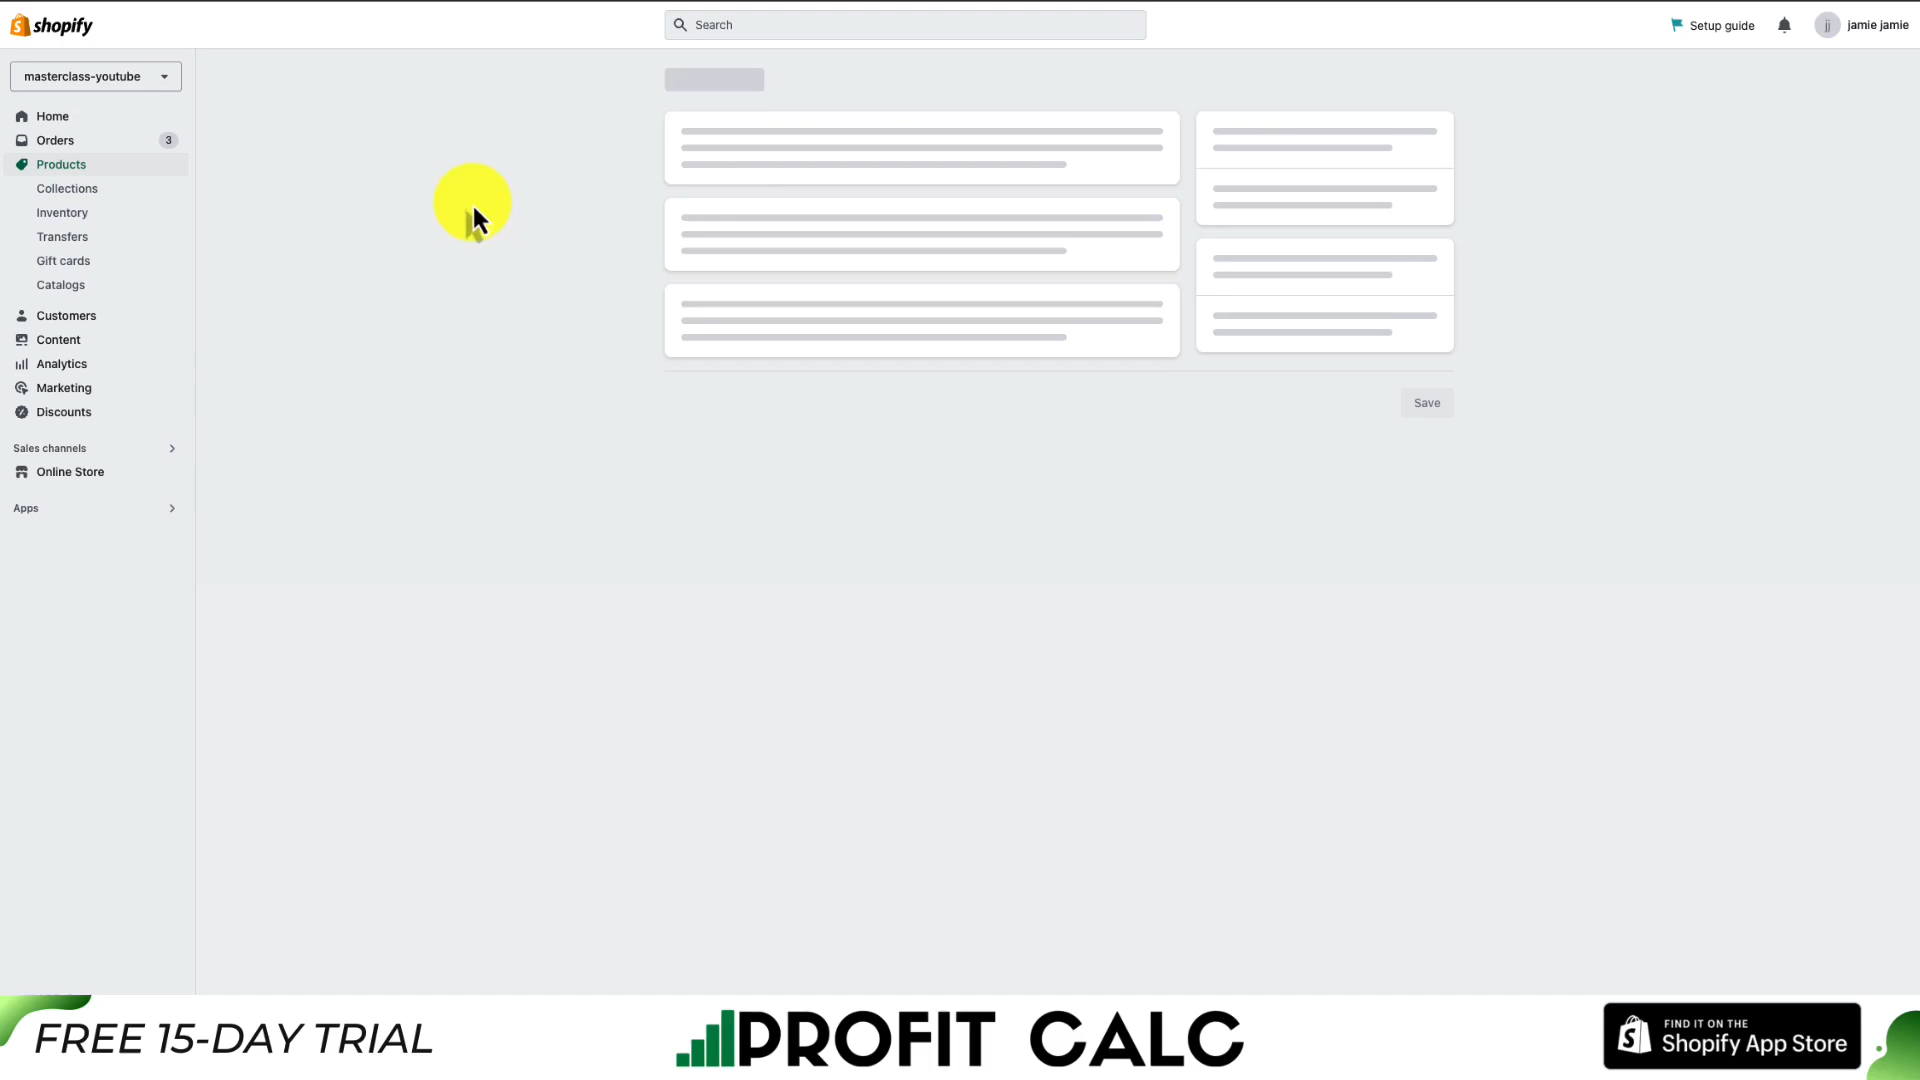 shopify
Search
Setup guide
jj
jamie jamie
masterclass-youtube
Home
Orders
3
Products
Collections
Inventory
Transfers
Gift cards
Catalogs
Customers
Content
Analytics
Marketing
Discounts
Sales channels
Online Store
Apps
Save
FREE 15-DAY TRIAL
PROFIT CALC
FIND IT ON THE
Shopify App Store